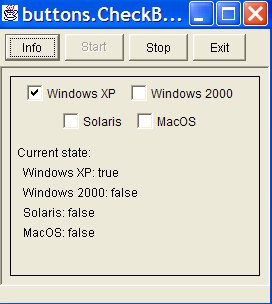 buttons.CheckB...
Info Start Stop Exit
Windows XP Windows 2000
Solaris MacOS
Current state:
Windows XP: true
Windows 2000: false
Solaris: false
MacOS: false